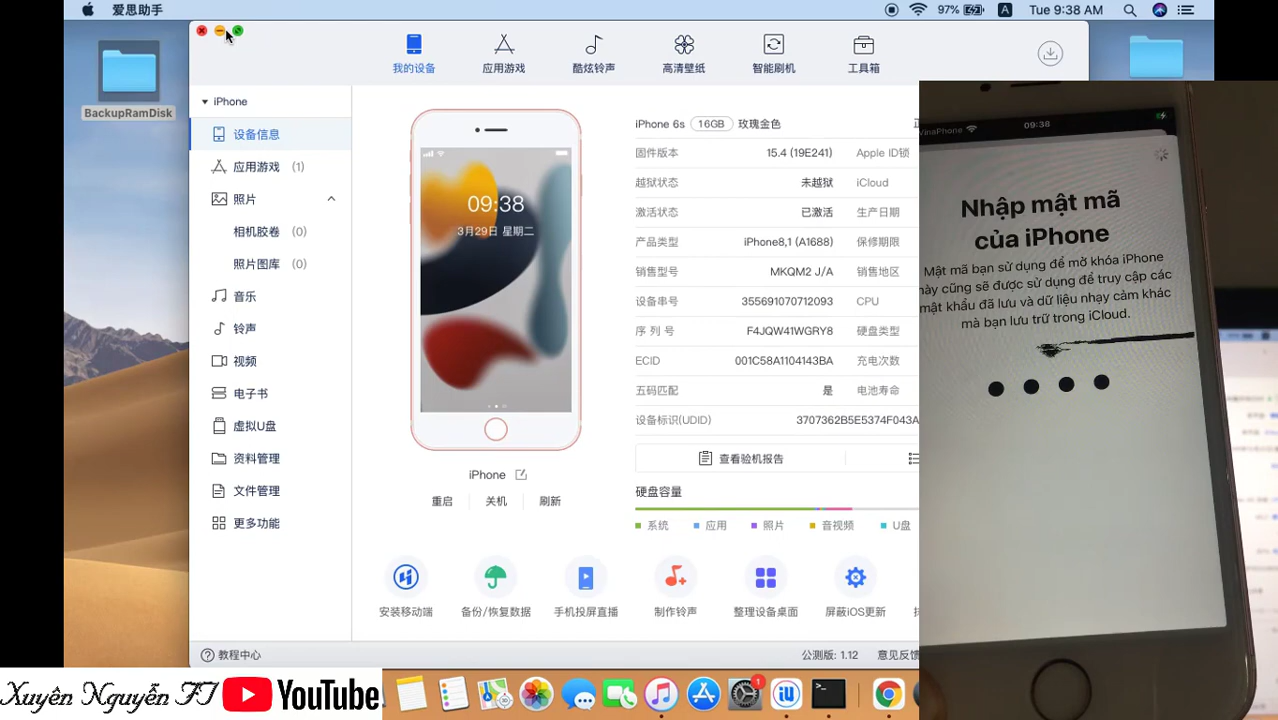 爱思助手
97%
A
Tue 9:38 AM
BackupRamDisk
我的设备
应用游戏
酷炫铃声
高清壁纸
智能刷机
工具箱
iPhone
设备信息
应用游戏 (1)
照片
相机胶卷 (0)
照片图库 (0)
音乐
铃声
视频
电子书
虚拟U盘
资料管理
文件管理
更多功能
教程中心
09:38
3月29日 星期二
iPhone
重启
关机
刷新
iPhone 6s 16GB 玫瑰金色
固件版本 15.4 (19E241) Apple ID锁
越狱状态 未越狱 iCloud
激活状态 已激活 生产日期
产品类型 iPhone8,1 (A1688) 保修期限
销售型号 MKQM2 J/A 销售地区
设备串号 355691070712093 CPU
序列号 F4JQW41WGRY8 硬盘类型
ECID 001C58A1104143BA 充电次数
五码匹配 是 电池寿命
设备标识(UDID) 3707362B5E5374F043A
查看验机报告
硬盘容量
系统 应用 照片 音视频 U盘
安装移动端
备份/恢复数据
手机投屏直播
制作铃声
整理设备桌面
屏蔽iOS更新
公测版: 1.12
意见反馈
VinaPhone
09:38
Nhập mật mã
của iPhone
Mật mã bạn sử dụng để mở khóa iPhone
này cũng sẽ được sử dụng để truy cập các
mật khẩu đã lưu và dữ liệu nhạy cảm khác
mà bạn lưu trữ trong iCloud.
1
Xuyên Nguyễn FT
YouTube